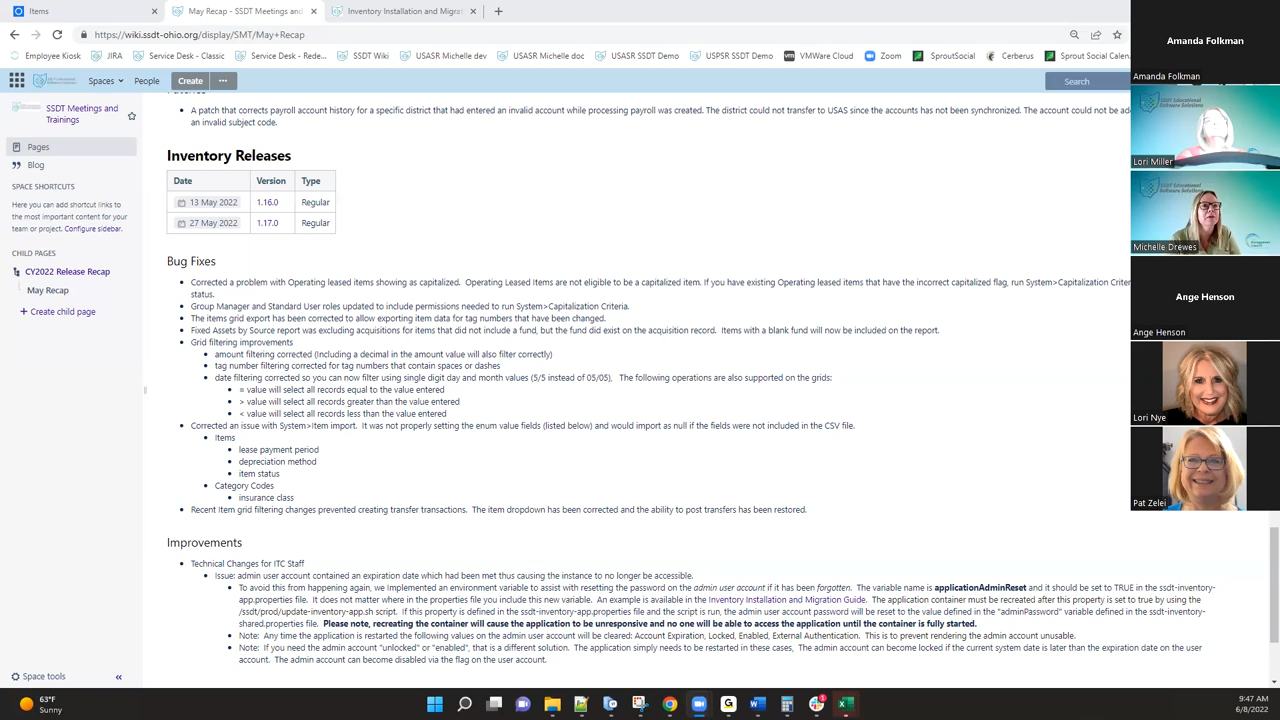 Items
May Recap - SSDT Meetings and
Inventory Installation and Migrat
https://wiki.ssdt-ohio.org/display/SMT/May+Recap
Employee Kiosk
JIRA
Service Desk - Classic
Service Desk - Rede...
SSDT Wiki
USASR Michelle dev
USPSR Michelle doc
USASR SSDT Demo
USPSR SSDT Demo
VMWare Cloud
Zoom
SproutSocial
Cerberus
Sprout Social Calen...
Spaces
People
Create
Search
SSDT Meetings and
Trainings
Pages
Blog
SPACE SHORTCUTS
Here you can add shortcut links to
the most important content for your
team or project. Configure sidebar.
CHILD PAGES
CY2022 Release Recap
May Recap
+ Create child page
Space tools
A patch that corrects payroll account history for a specific district that had entered an invalid account while processing payroll was created. The district could not transfer to USAS since the accounts has not been synchronized. The account could not be ad
an invalid subject code.
Inventory Releases
Date Version Type
13 May 2022 1.16.0 Regular
27 May 2022 1.17.0 Regular
Bug Fixes
Corrected a problem with Operating leased items showing as capitalized. Operating Leased Items are not eligible to be a capitalized item. If you have existing Operating leased items that have the incorrect capitalized flag, run System>Capitalization Criter
status.
Group Manager and Standard User roles updated to include permissions needed to run System>Capitalization Criteria.
The items grid export has been corrected to allow exporting item data for tag numbers that have been changed.
Fixed Assets by Source report was excluding acquisitions for items that did not include a fund, but the fund did exist on the acquisition record. Items with a blank fund will now be included on the report.
Grid filtering improvements
amount filtering corrected (Including a decimal in the amount value will also filter correctly)
tag number filtering corrected for tag numbers that contain spaces or dashes
date filtering corrected so you can now filter using single digit day and month values (5/5 instead of 05/05), The following operations are also supported on the grids:
= value will select all records equal to the value entered
> value will select all records greater than the value entered
< value will select all records less than the value entered
Corrected an issue with System>Item import. It was not properly setting the enum value fields (listed below) and would import as null if the fields were not included in the CSV file.
Items
lease payment period
depreciation method
item status
Category Codes
insurance class
Recent Item grid filtering changes prevented creating transfer transactions. The item dropdown has been corrected and the ability to post transfers has been restored.
Improvements
Technical Changes for ITC Staff
Issue: admin user account contained an expiration date which had been met thus causing the instance to no longer be accessible.
To avoid this from happening again, we Implemented an environment variable to assist with resetting the password on the admin user account if it has been forgotten. The variable name is applicationAdminReset and it should be set to TRUE in the ssdt-inventory-
app.properties file. It does not matter where in the properties file you include this new variable. An example is available in the Inventory Installation and Migration Guide. The application container must be recreated after this property is set to true by using the
/ssdt/prod/update-inventory-app.sh script. If this property is defined in the ssdt-inventory-app.properties file and the script is run, the admin user account password will be reset to the value defined in the "adminPassword" variable defined in the ssdt-inventory-
shared.properties file. Please note, recreating the container will cause the application to be unresponsive and no one will be able to access the application until the container is fully started.
Note: Any time the application is restarted the following values on the admin user account will be cleared: Account Expiration, Locked, Enabled, External Authentication. This is to prevent rendering the admin account unusable.
Note: If you need the admin account "unlocked" or "enabled", that is a different solution. The application simply needs to be restarted in these cases, The admin account can become locked if the current system date is later than the expiration date on the user
account. The admin account can become disabled via the flag on the user account.
Amanda Folkman
Amanda Folkman
Lori Miller
Michelle Drewes
Ange Henson
Ange Henson
Lori Nye
Pat Zelei
63°F
Sunny
9:47 AM
6/8/2022